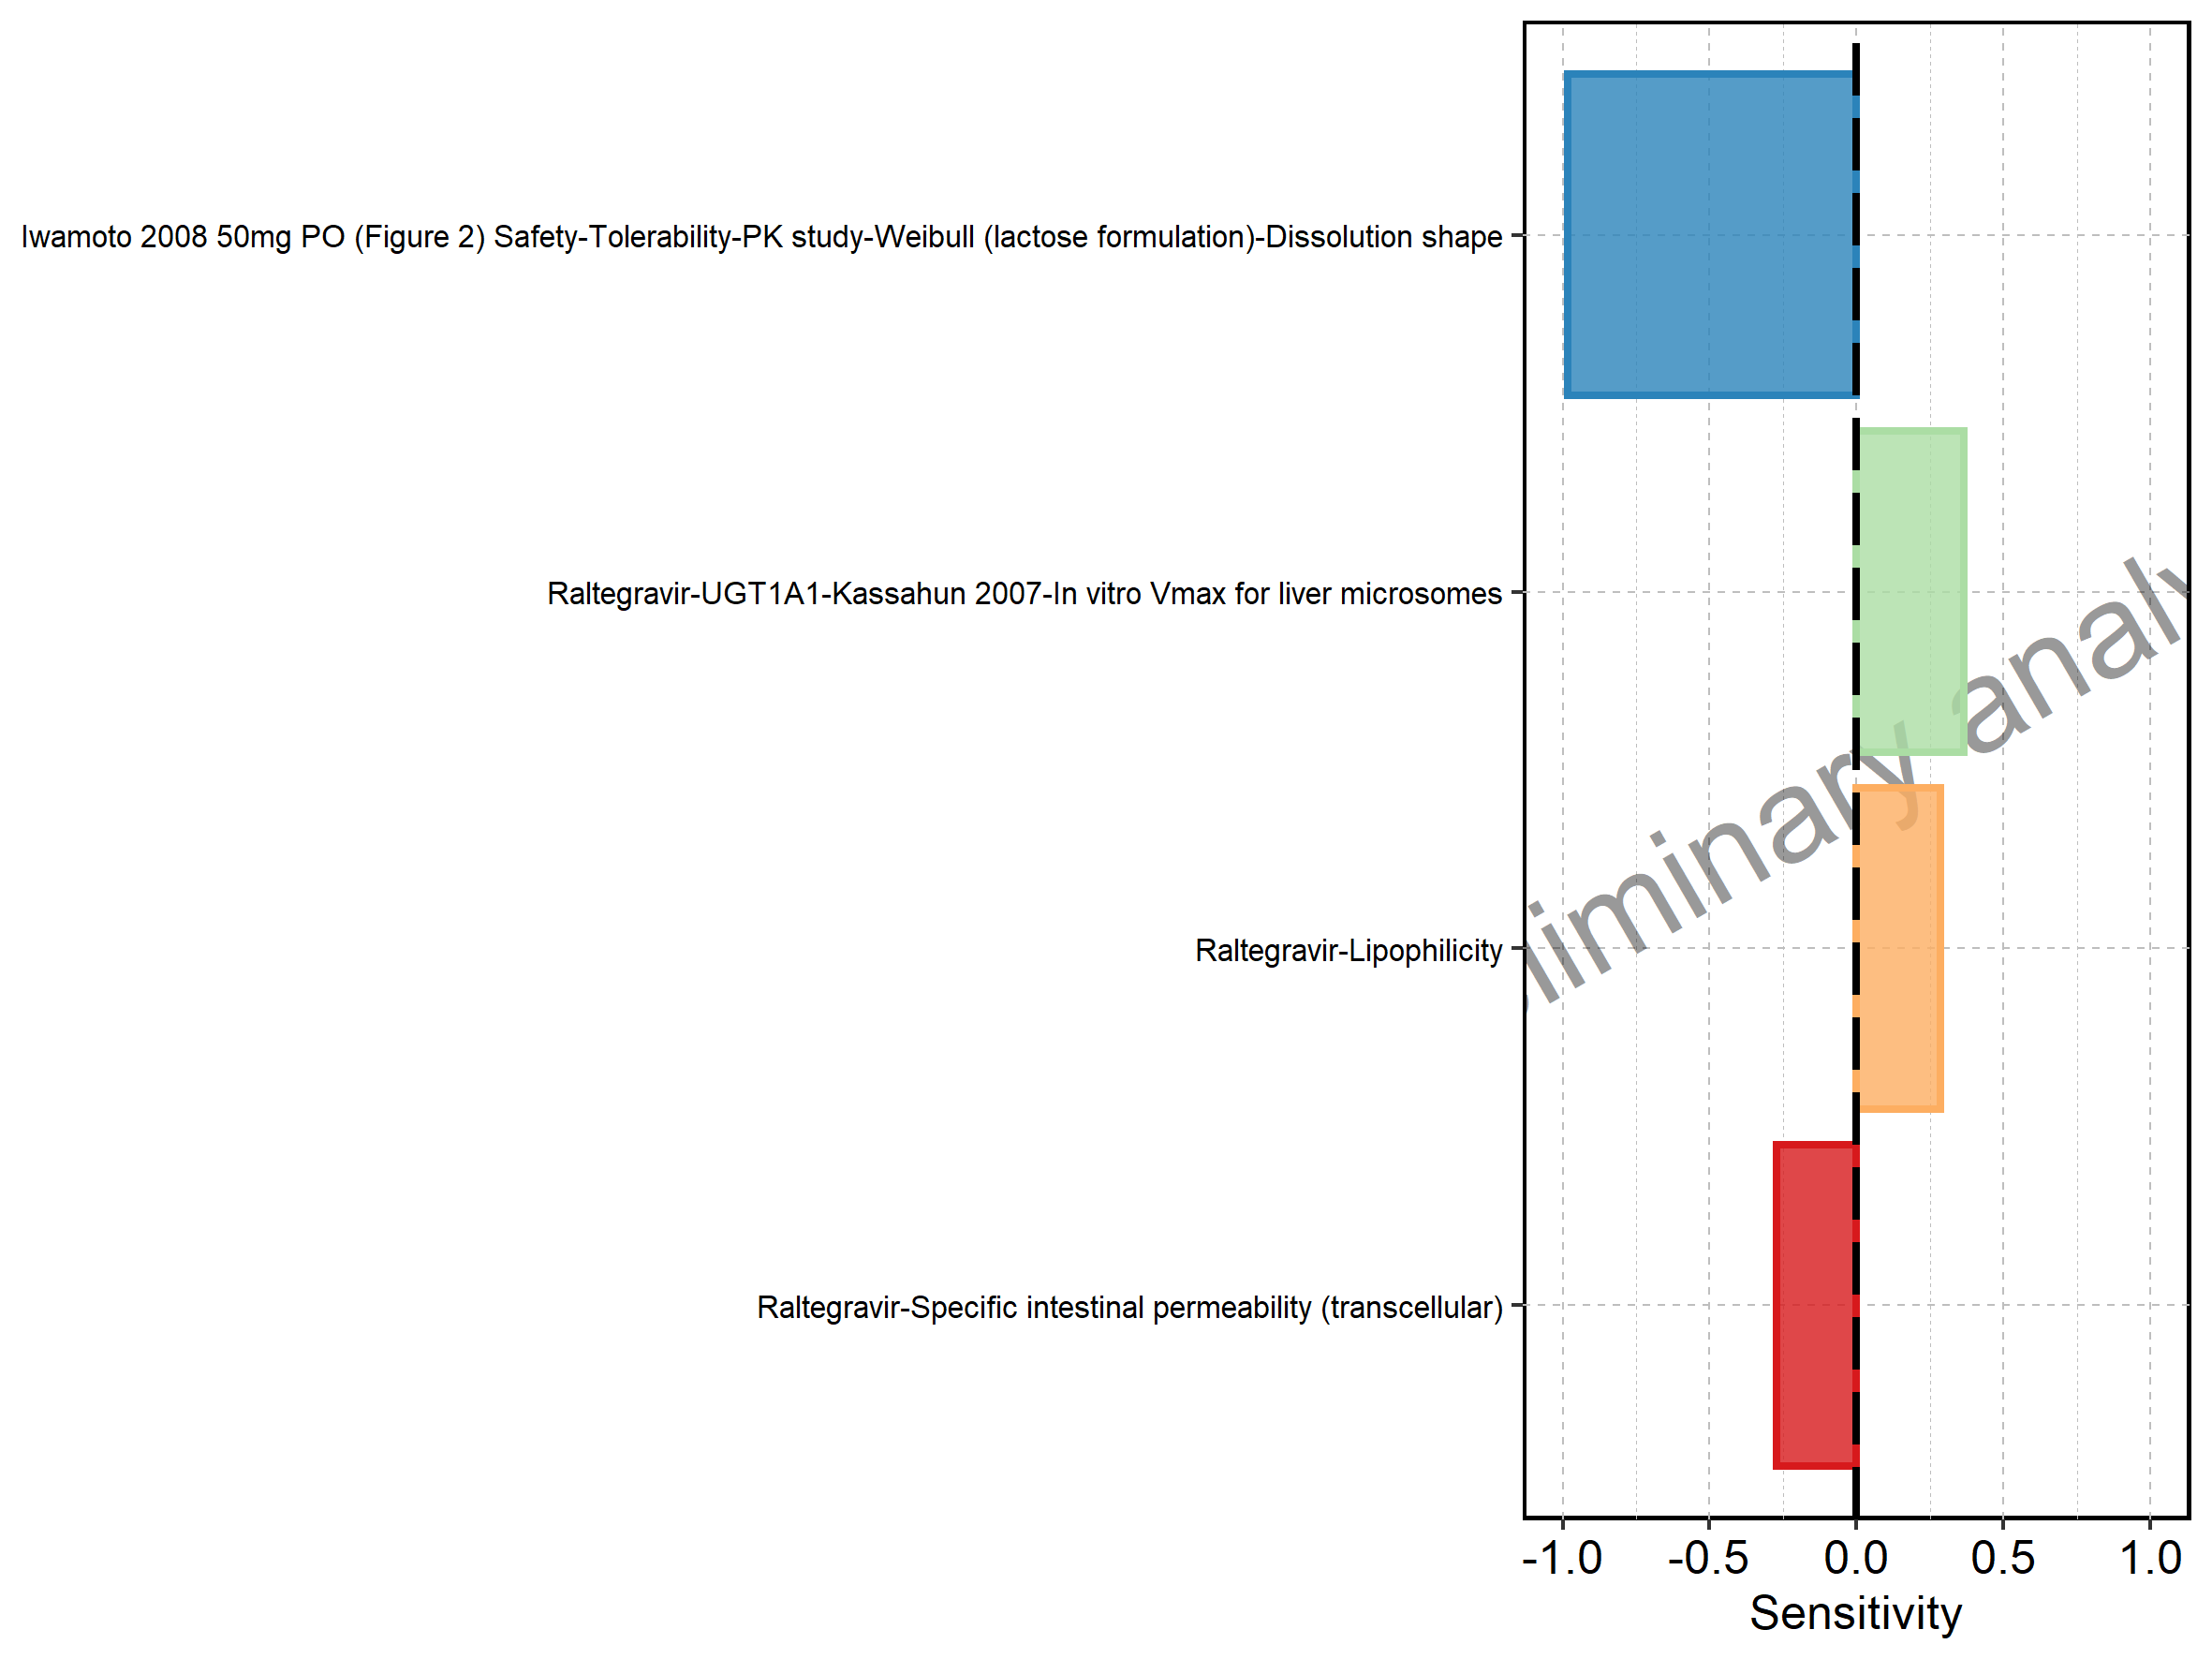 Iwamoto 2008 50mg PO (Figure 2) Safety-Tolerability-PK study-Weibull (lactose formulation)-Dissolution shape
Raltegravir-UGT1A1-Kassahun 2007-In vitro Vmax for liver microsomes
Raltegravir-Lipophilicity
Raltegravir-Specific intestinal permeability (transcellular)
-1.0 -0.5 0.0 0.5 1.0
Sensitivity